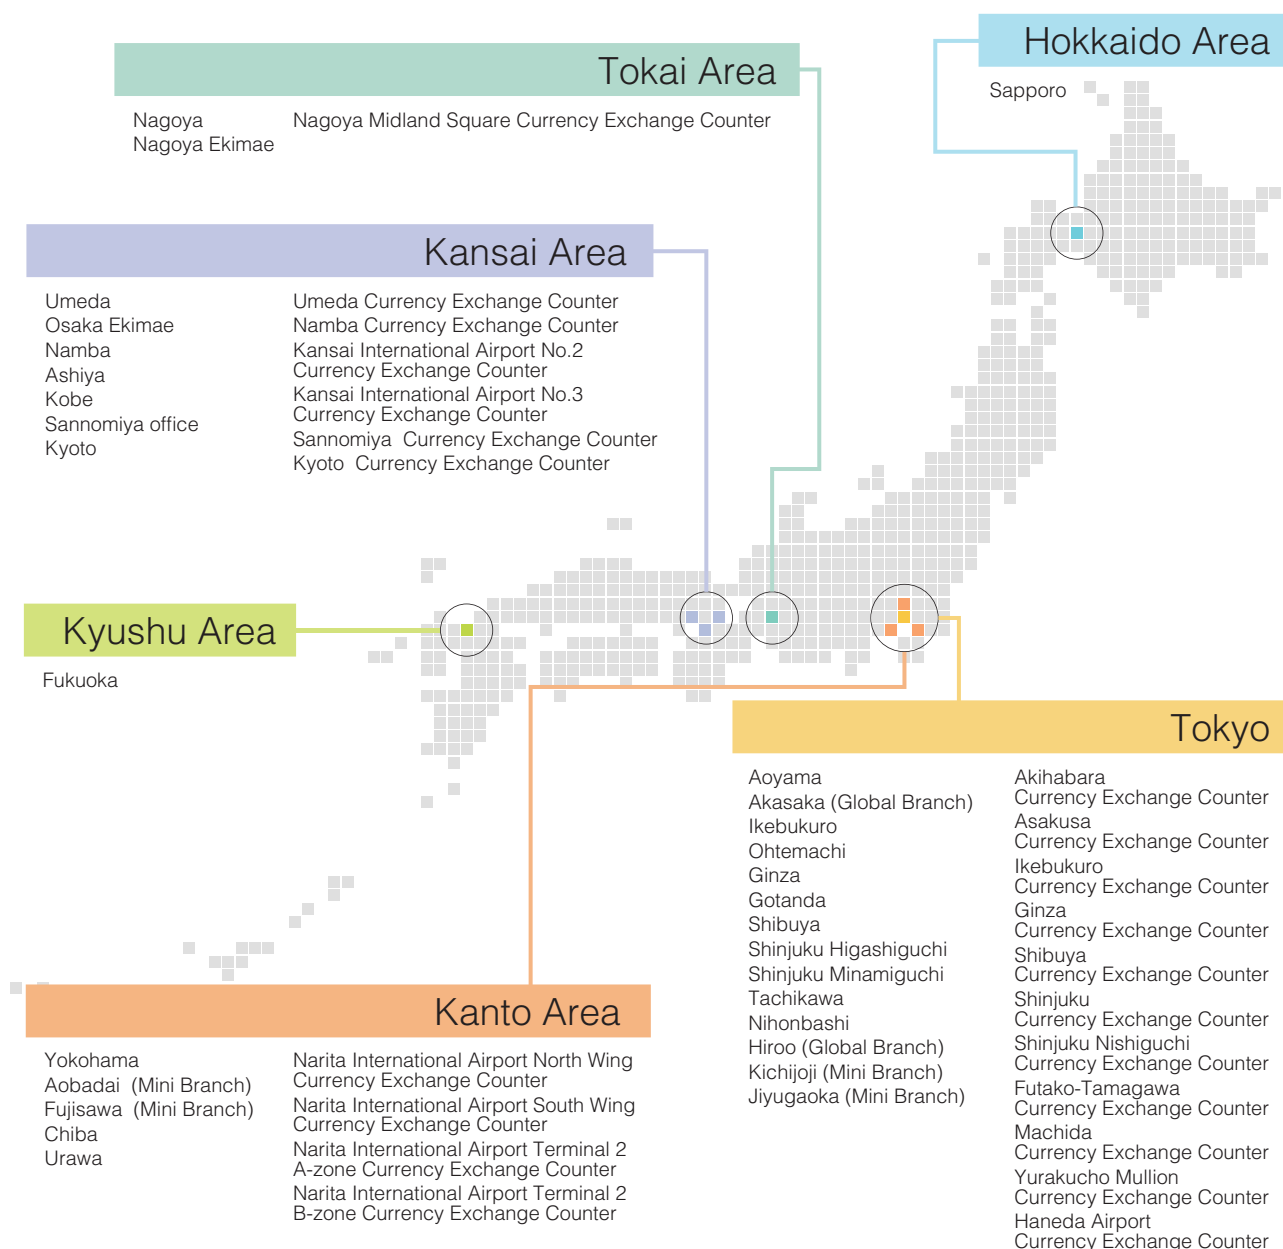 Hokkaido Area
Sapporo
Tokai Area
Nagoya
Nagoya Ekimae
Nagoya Midland Square Currency Exchange Counter
Kansai Area
Umeda
Osaka Ekimae
Namba
Ashiya
Kobe
Sannomiya office
Kyoto
Umeda Currency Exchange Counter
Namba Currency Exchange Counter
Kansai International Airport No.2
Currency Exchange Counter
Kansai International Airport No.3
Currency Exchange Counter
Sannomiya Currency Exchange Counter
Kyoto Currency Exchange Counter
Kyushu Area
Fukuoka
Tokyo
Aoyama
Akasaka (Global Branch)
Ikebukuro
Ohtemachi
Ginza
Gotanda
Shibuya
Shinjuku Higashiguchi
Shinjuku Minamiguchi
Tachikawa
Nihonbashi
Hiroo (Global Branch)
Kichijoji (Mini Branch)
Jiyugaoka (Mini Branch)
Akihabara
Currency Exchange Counter
Asakusa
Currency Exchange Counter
Ikebukuro
Currency Exchange Counter
Ginza
Currency Exchange Counter
Shibuya
Currency Exchange Counter
Shinjuku
Currency Exchange Counter
Shinjuku Nishiguchi
Currency Exchange Counter
Futako-Tamagawa
Currency Exchange Counter
Machida
Currency Exchange Counter
Yurakucho Mullion
Currency Exchange Counter
Haneda Airport
Currency Exchange Counter
Kanto Area
Yokohama
Aobadai (Mini Branch)
Fujisawa (Mini Branch)
Chiba
Urawa
Narita International Airport North Wing
Currency Exchange Counter
Narita International Airport South Wing
Currency Exchange Counter
Narita International Airport Terminal 2
A-zone Currency Exchange Counter
Narita International Airport Terminal 2
B-zone Currency Exchange Counter